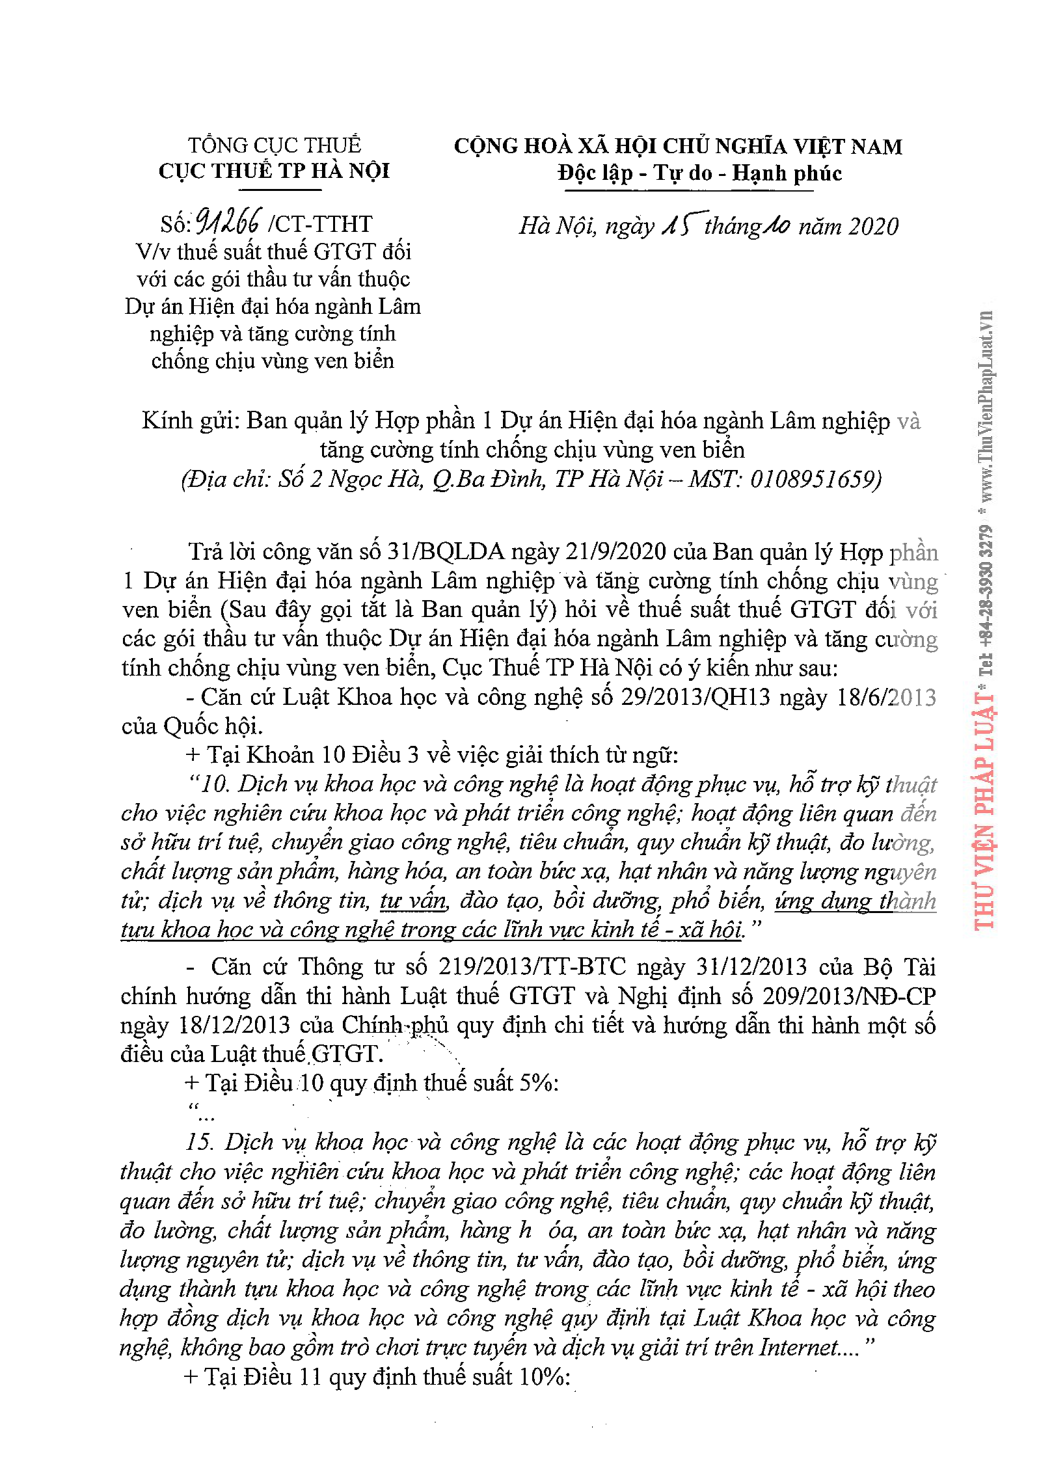 TỔNG CỤC THUẾ
CỤC THUẾ TP HÀ NỘI
CỘNG HOÀ XÃ HỘI CHỦ NGHĨA VIỆT NAM
Độc lập - Tự do - Hạnh phúc
Số: 91266 /CT-TTHT
V/v thuế suất thuế GTGT đối
với các gói thầu tư vấn thuộc
Dự án Hiện đại hóa ngành Lâm
nghiệp và tăng cường tính
chống chịu vùng ven biển
Hà Nội, ngày 15 tháng 10 năm 2020
Kính gửi: Ban quản lý Hợp phần 1 Dự án Hiện đại hóa ngành Lâm nghiệp và
tăng cường tính chống chịu vùng ven biển
(Địa chỉ: Số 2 Ngọc Hà, Q.Ba Đình, TP Hà Nội – MST: 0108951659)
Trả lời công văn số 31/BQLDA ngày 21/9/2020 của Ban quản lý Hợp phần
1 Dự án Hiện đại hóa ngành Lâm nghiệp và tăng cường tính chống chịu vùng
ven biển (Sau đây gọi tắt là Ban quản lý) hỏi về thuế suất thuế GTGT đối với
các gói thầu tư vấn thuộc Dự án Hiện đại hóa ngành Lâm nghiệp và tăng cường
tính chống chịu vùng ven biển, Cục Thuế TP Hà Nội có ý kiến như sau:
- Căn cứ Luật Khoa học và công nghệ số 29/2013/QH13 ngày 18/6/2013
của Quốc hội.
+ Tại Khoản 10 Điều 3 về việc giải thích từ ngữ:
“10. Dịch vụ khoa học và công nghệ là hoạt động phục vụ, hỗ trợ kỹ thuật
cho việc nghiên cứu khoa học và phát triển công nghệ; hoạt động liên quan đến
sở hữu trí tuệ, chuyển giao công nghệ, tiêu chuẩn, quy chuẩn kỹ thuật, đo lường,
chất lượng sản phẩm, hàng hóa, an toàn bức xạ, hạt nhân và năng lượng nguyên
tử; dịch vụ về thông tin, tư vấn, đào tạo, bồi dưỡng, phổ biến, ứng dụng thành
tựu khoa học và công nghệ trong các lĩnh vực kinh tế - xã hội. ”
- Căn cứ Thông tư số 219/2013/TT-BTC ngày 31/12/2013 của Bộ Tài
chính hướng dẫn thi hành Luật thuế GTGT và Nghị định số 209/2013/NĐ-CP
ngày 18/12/2013 của Chính phủ quy định chi tiết và hướng dẫn thi hành một số
điều của Luật thuế GTGT.
+ Tại Điều 10 quy định thuế suất 5%:
“...
15. Dịch vụ khoa học và công nghệ là các hoạt động phục vụ, hỗ trợ kỹ
thuật cho việc nghiên cứu khoa học và phát triển công nghệ; các hoạt động liên
quan đến sở hữu trí tuệ; chuyển giao công nghệ, tiêu chuẩn, quy chuẩn kỹ thuật,
đo lường, chất lượng sản phẩm, hàng h óa, an toàn bức xạ, hạt nhân và năng
lượng nguyên tử; dịch vụ về thông tin, tư vấn, đào tạo, bồi dưỡng, phổ biến, ứng
dụng thành tựu khoa học và công nghệ trong các lĩnh vực kinh tế - xã hội theo
hợp đồng dịch vụ khoa học và công nghệ quy định tại Luật Khoa học và công
nghệ, không bao gồm trò chơi trực tuyến và dịch vụ giải trí trên Internet.... ”
+ Tại Điều 11 quy định thuế suất 10%:
THƯ VIỆN PHÁP LUẬT * Tel: +84-28-3930 3279 * www.ThuVienPhapLuat.vn